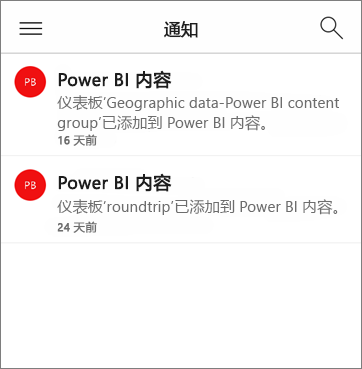 通知
PB
Power BI 内容
仪表板‘Geographic data-Power BI content
group’已添加到 Power BI 内容。
16 天前
PB
Power BI 内容
仪表板‘roundtrip’已添加到 Power BI 内容。
24 天前